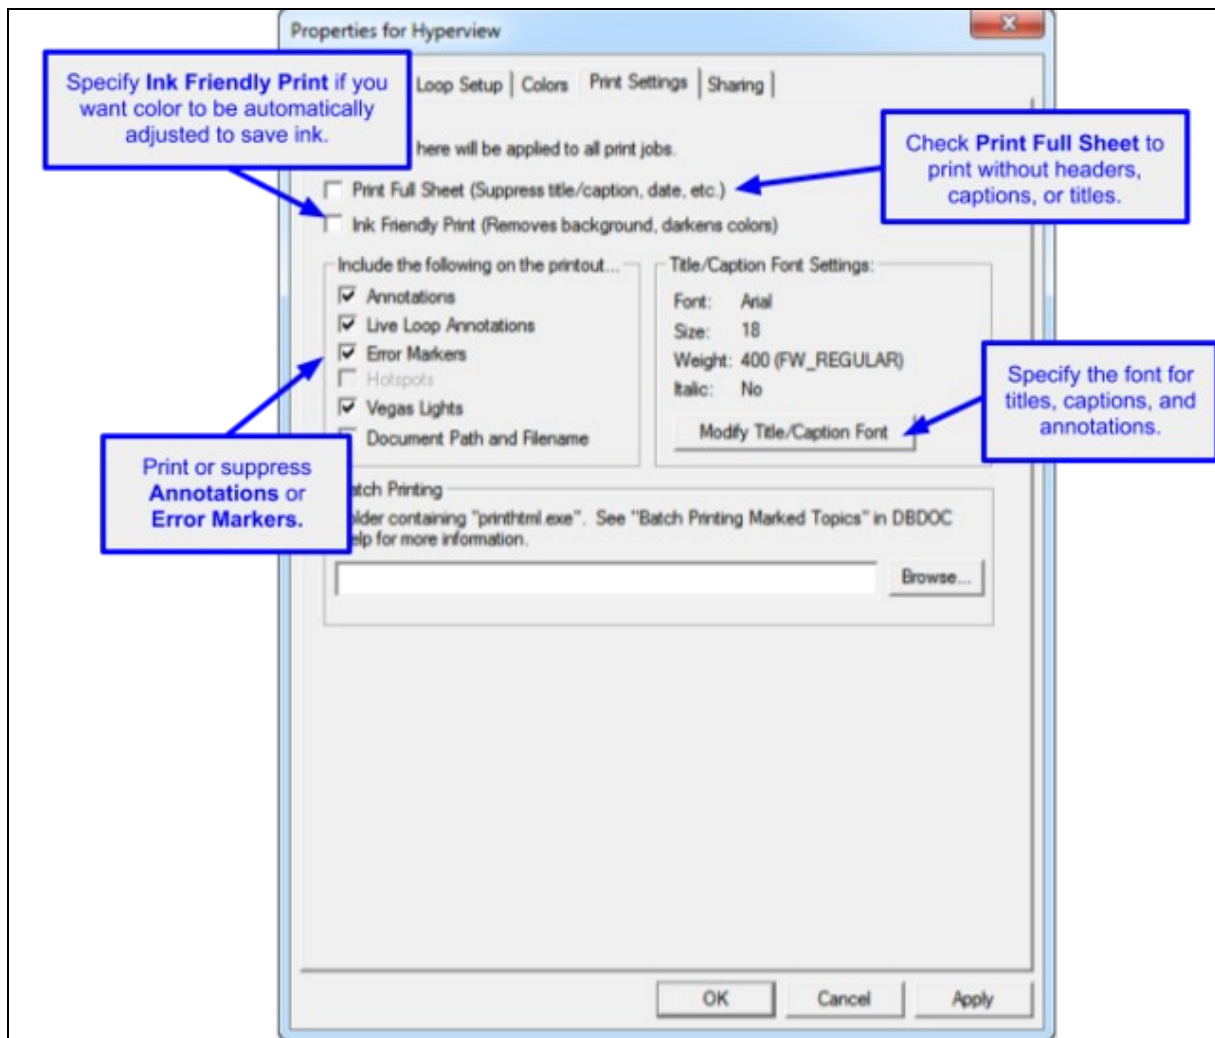 Properties for Hyperview
Specify Ink Friendly Print if you
want color to be automatically
adjusted to save ink.
Loop Setup
Colors
Print Settings
Sharing
here will be applied to all print jobs.
Check Print Full Sheet to
print without headers,
captions, or titles.
Print Full Sheet (Suppress title/caption, date, etc.)
Ink Friendly Print (Removes background, darkens colors)
Include the following on the printout...
Annotations
Live Loop Annotations
Error Markers
Hotspots
Vegas Lights
Document Path and Filename
Title/Caption Font Settings:
Font: Arial
Size: 18
Weight: 400 (FW_REGULAR)
Italic: No
Modify Title/Caption Font
Specify the font for
titles, captions, and
annotations.
Print or suppress
Annotations or
Error Markers.
atch Printing
older containing "printhtml.exe". See "Batch Printing Marked Topics" in DBDOC
elp for more information.
Browse...
OK
Cancel
Apply